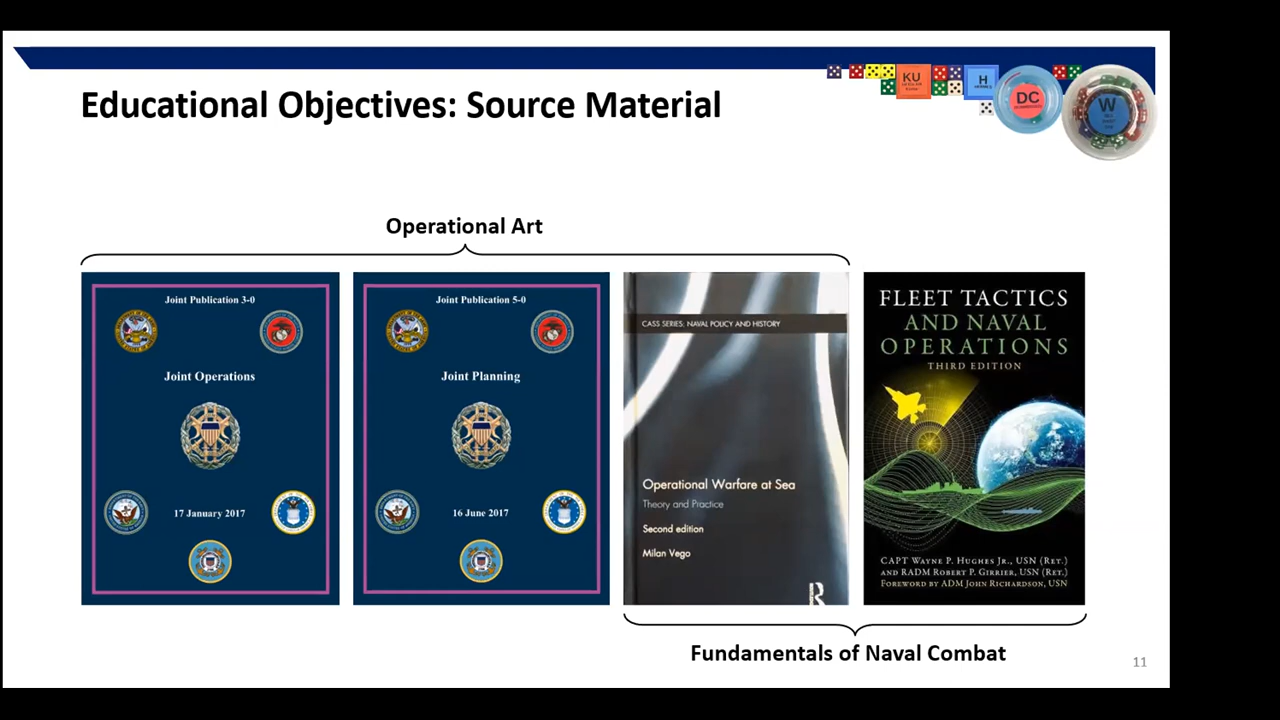 Educational Objectives: Source Material
KU
H
DC
W
Operational Art
Joint Publication 3-0
Joint Operations
17 January 2017
Joint Publication 5-0
Joint Planning
16 June 2017
CASS SERIES: NAVAL POLICY AND HISTORY
Operational Warfare at Sea
Theory and Practice
Second edition
Milan Vego
R
FLEET TACTICS
AND NAVAL
OPERATIONS
THIRD EDITION
CAPT WAYNE P. HUGHES JR., USN (RET.)
AND RADM ROBERT P. GIRRIER, USN (RET.)
FOREWORD BY ADM JOHN RICHARDSON, USN
Fundamentals of Naval Combat
11